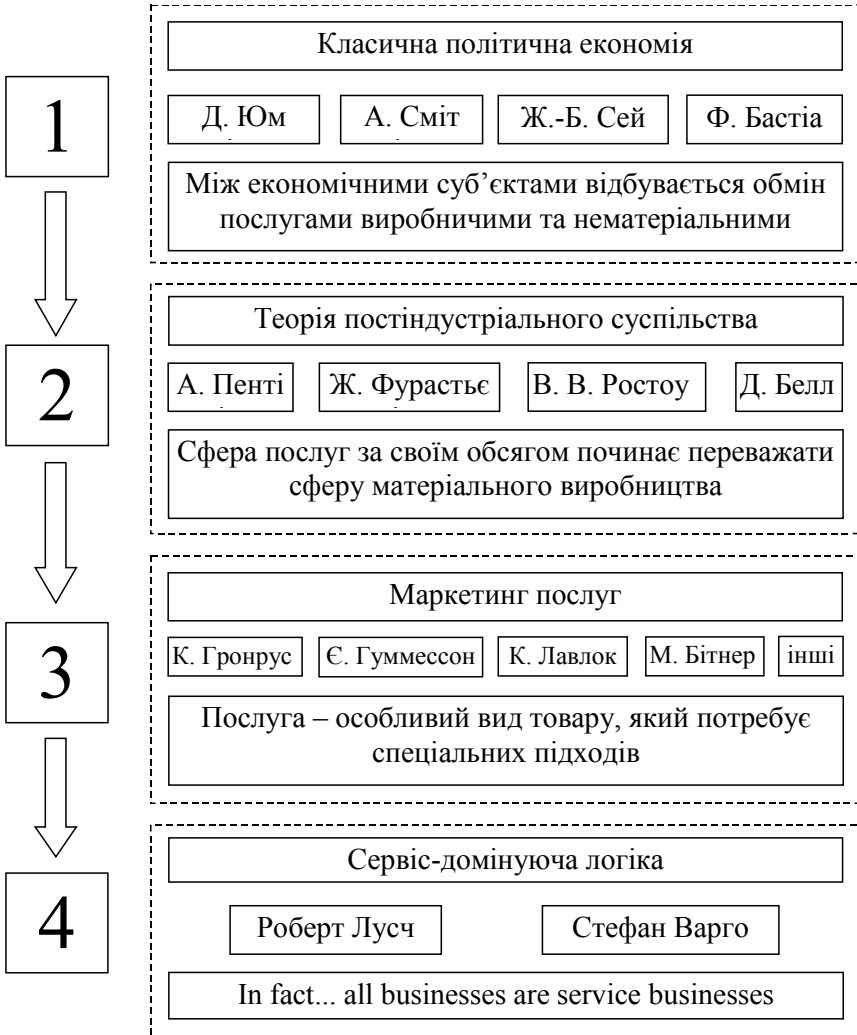 1
Класична політична економія
Д. Юм
А. Сміт
Ж.-Б. Сей
Ф. Бастіа
Між економічними суб’єктами відбувається обмін
послугами виробничими та нематеріальними
2
Теорія постіндустріального суспільства
А. Пенті
Ж. Фурастьє
В. В. Ростоу
Д. Белл
Сфера послуг за своїм обсягом починає переважати
сферу матеріального виробництва
3
Маркетинг послуг
К. Гронрус
Є. Гуммессон
К. Лавлок
М. Бітнер
інші
Послуга – особливий вид товару, який потребує
спеціальних підходів
4
Сервіс-домінуюча логіка
Роберт Лусч
Стефан Варго
In fact... all businesses are service businesses